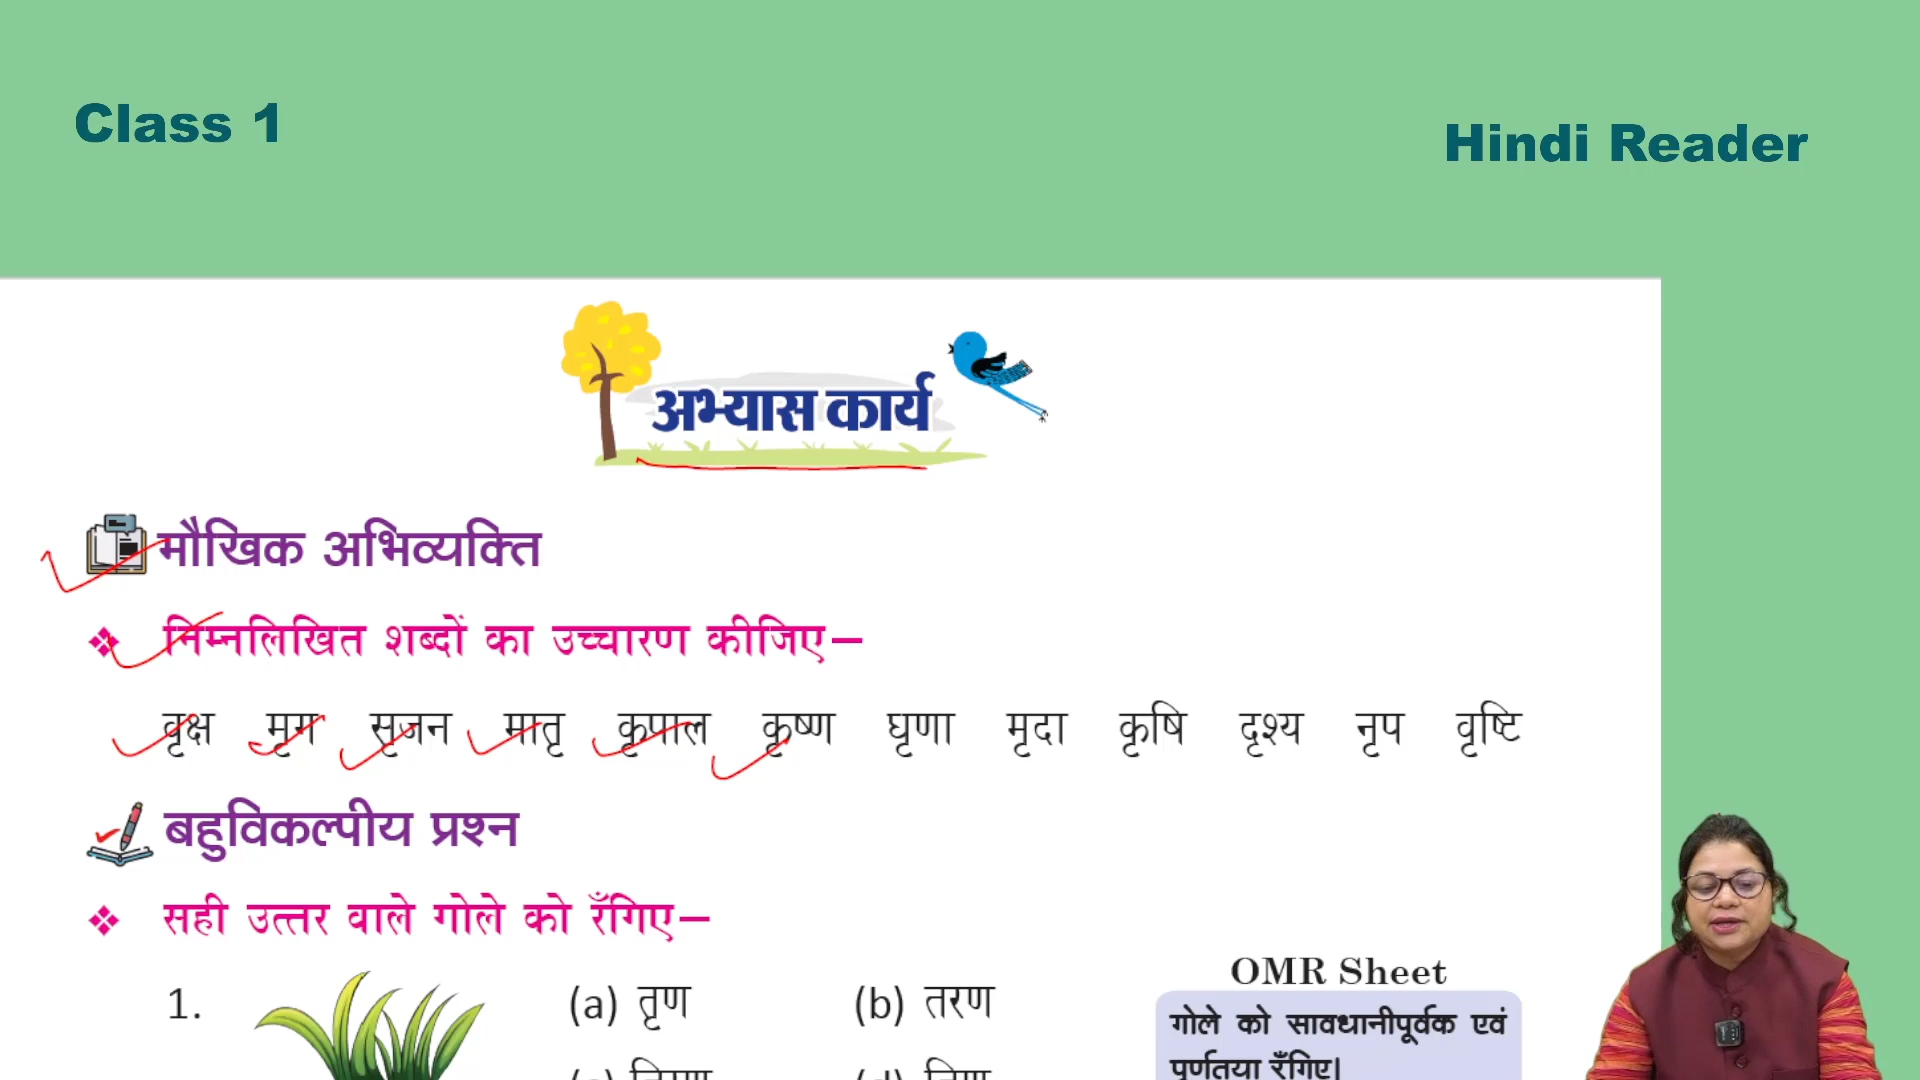 Class 1
Hindi Reader
अभ्यास कार्य
मौखिक अभिव्यक्ति
❖ निम्नलिखित शब्दों का उच्चारण कीजिए–
वृक्ष मृग सृजन मातृ कृपाल कृष्ण घृणा मृदा कृषि दृश्य नृप वृष्टि
बहुविकल्पीय प्रश्न
❖ सही उत्तर वाले गोले को रँगिए–
1. (a) तृण (b) तरण
OMR Sheet
गोले को सावधानीपूर्वक एवं
पूर्णतया रँगिए।